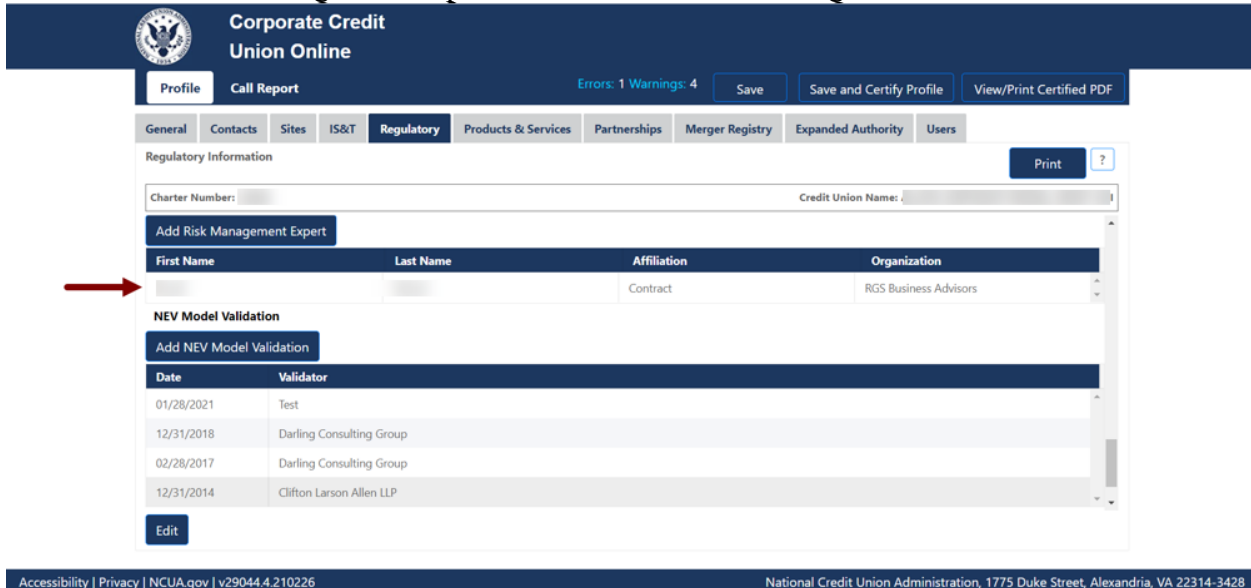 Corporate Credit
Union Online
Profile Call Report Errors: 1 Warnings: 4 Save Save and Certify Profile View/Print Certified PDF
General Contacts Sites IS&T Regulatory Products & Services Partnerships Merger Registry Expanded Authority Users
Regulatory Information Print ?
Charter Number: Credit Union Name:
Add Risk Management Expert
First Name Last Name Affiliation Organization
Contract RGS Business Advisors
NEV Model Validation
Add NEV Model Validation
Date Validator
01/28/2021 Test
12/31/2018 Darling Consulting Group
02/28/2017 Darling Consulting Group
12/31/2014 Clifton Larson Allen LLP
Edit
Accessibility | Privacy | NCUA.gov | v29044.4.210226 National Credit Union Administration, 1775 Duke Street, Alexandria, VA 22314-3428